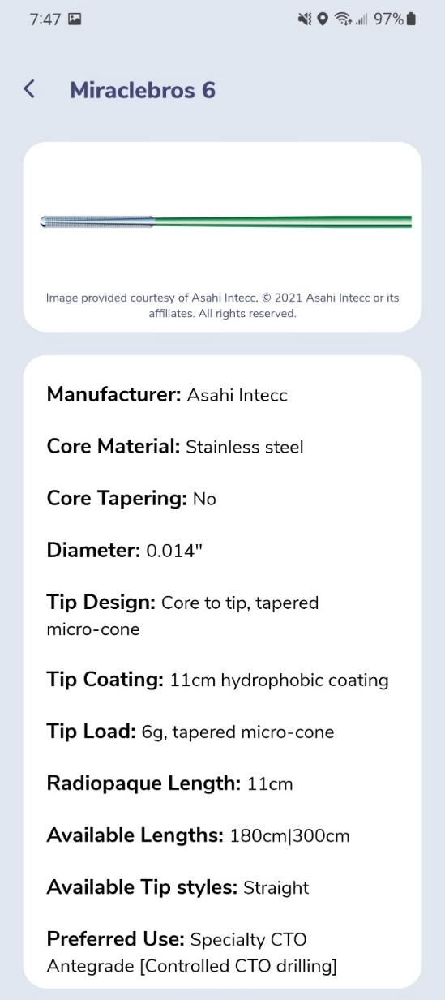 7:47 97%
Miraclebros 6
Image provided courtesy of Asahi Intecc. © 2021 Asahi Intecc or its
affiliates. All rights reserved.
Manufacturer: Asahi Intecc
Core Material: Stainless steel
Core Tapering: No
Diameter: 0.014"
Tip Design: Core to tip, tapered
micro-cone
Tip Coating: 11cm hydrophobic coating
Tip Load: 6g, tapered micro-cone
Radiopaque Length: 11cm
Available Lengths: 180cm|300cm
Available Tip styles: Straight
Preferred Use: Specialty CTO
Antegrade [Controlled CTO drilling]